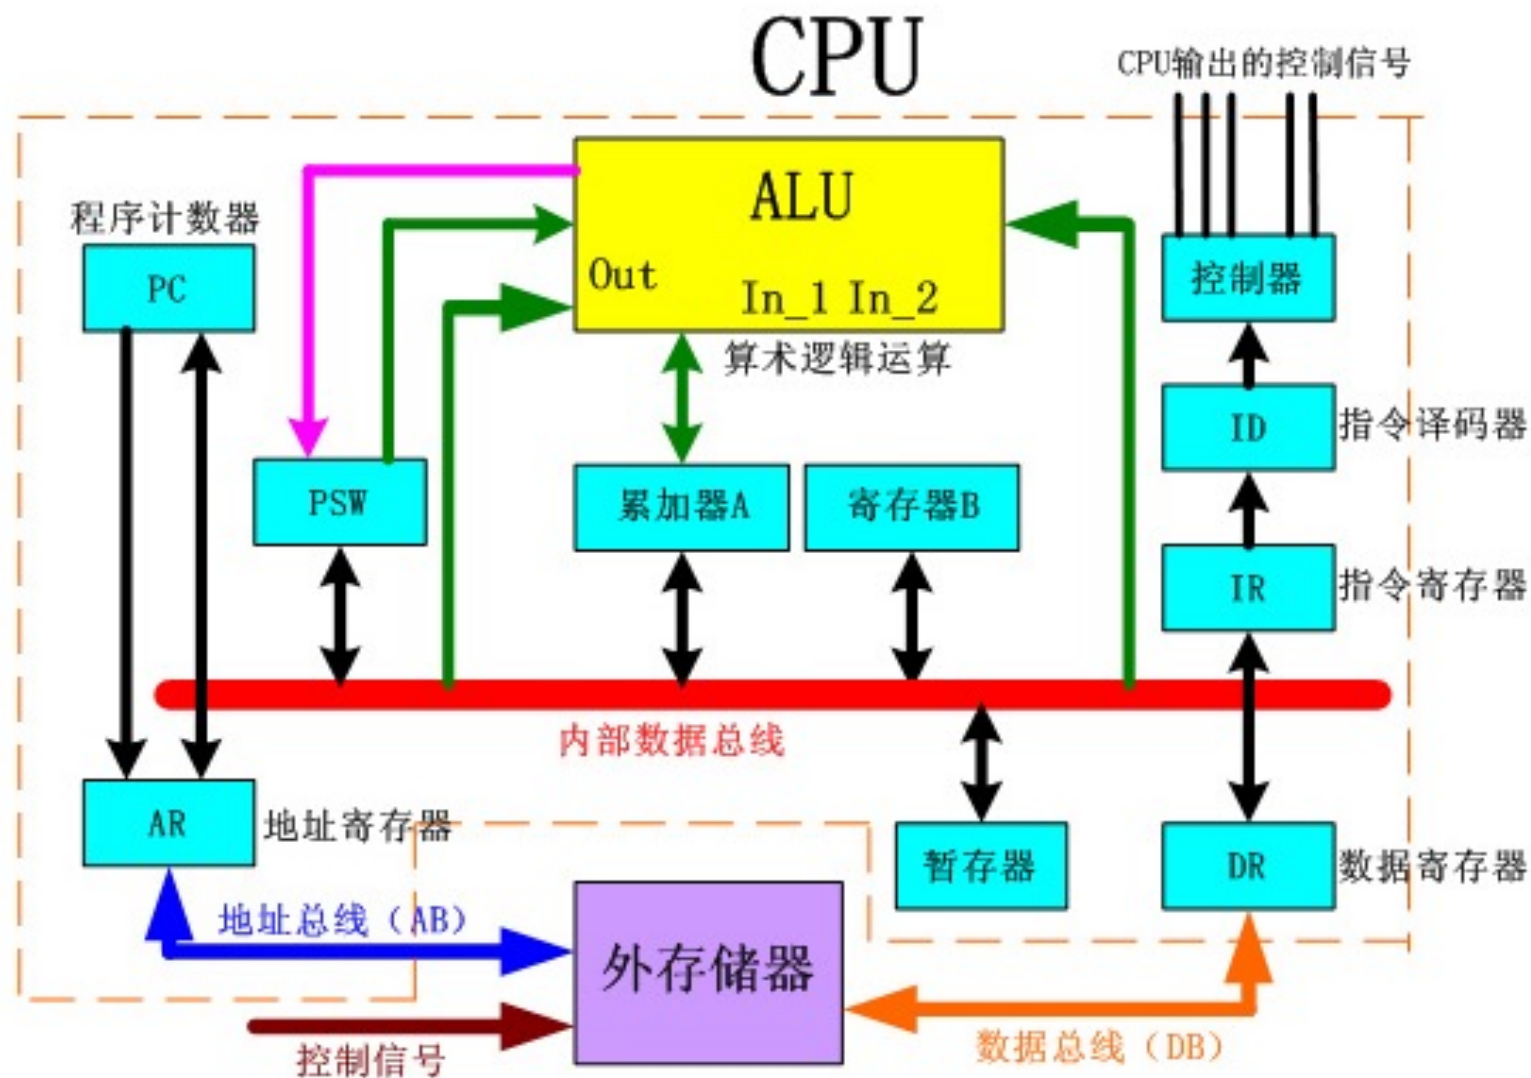 CPU
CPU输出的控制信号
程序计数器
PC
ALU
Out
In_1 In_2
算术逻辑运算
控制器
ID
指令译码器
PSW
累加器A
寄存器B
IR
指令寄存器
内部数据总线
AR
地址寄存器
暂存器
DR
数据寄存器
地址总线（AB）
外存储器
控制信号
数据总线（DB）